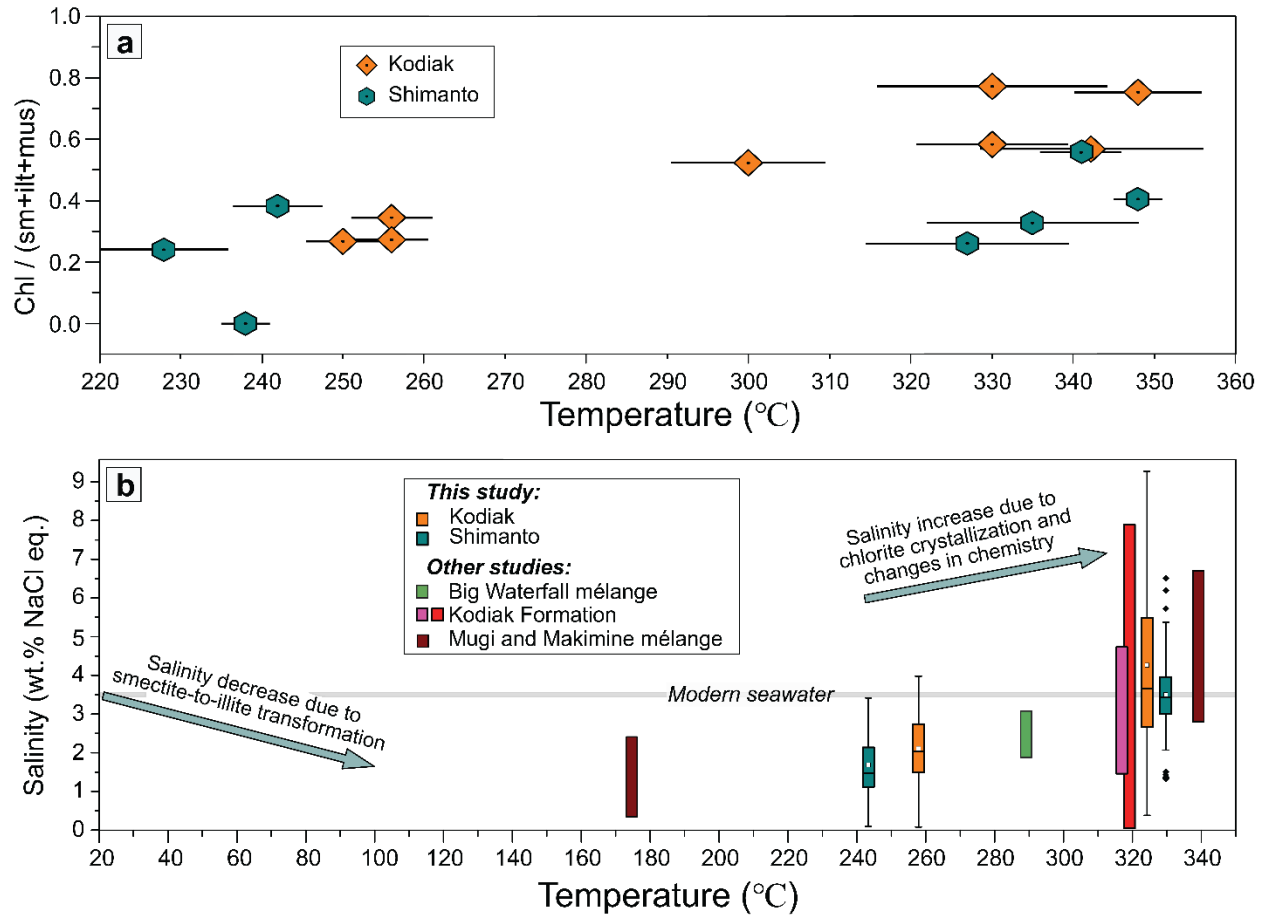 a
Kodiak
Shimanto
1.0
0.8
0.6
0.4
0.2
0.0
Chl / (sm+ilt+mus)
220 230 240 250 260 270 280 290 300 310 320 330 340 350 360
Temperature (℃)
b
This study:
Kodiak
Shimanto
Other studies:
Big Waterfall mélange
Kodiak Formation
Mugi and Makimine mélange
Salinity increase due to
chlorite crystallization and
changes in chemistry
Salinity decrease due to
smectite-to-illite transformation
Modern seawater
9
8
7
6
5
4
3
2
1
0
Salinity (wt.% NaCl eq.)
20 40 60 80 100 120 140 160 180 200 220 240 260 280 300 320 340
Temperature (℃)